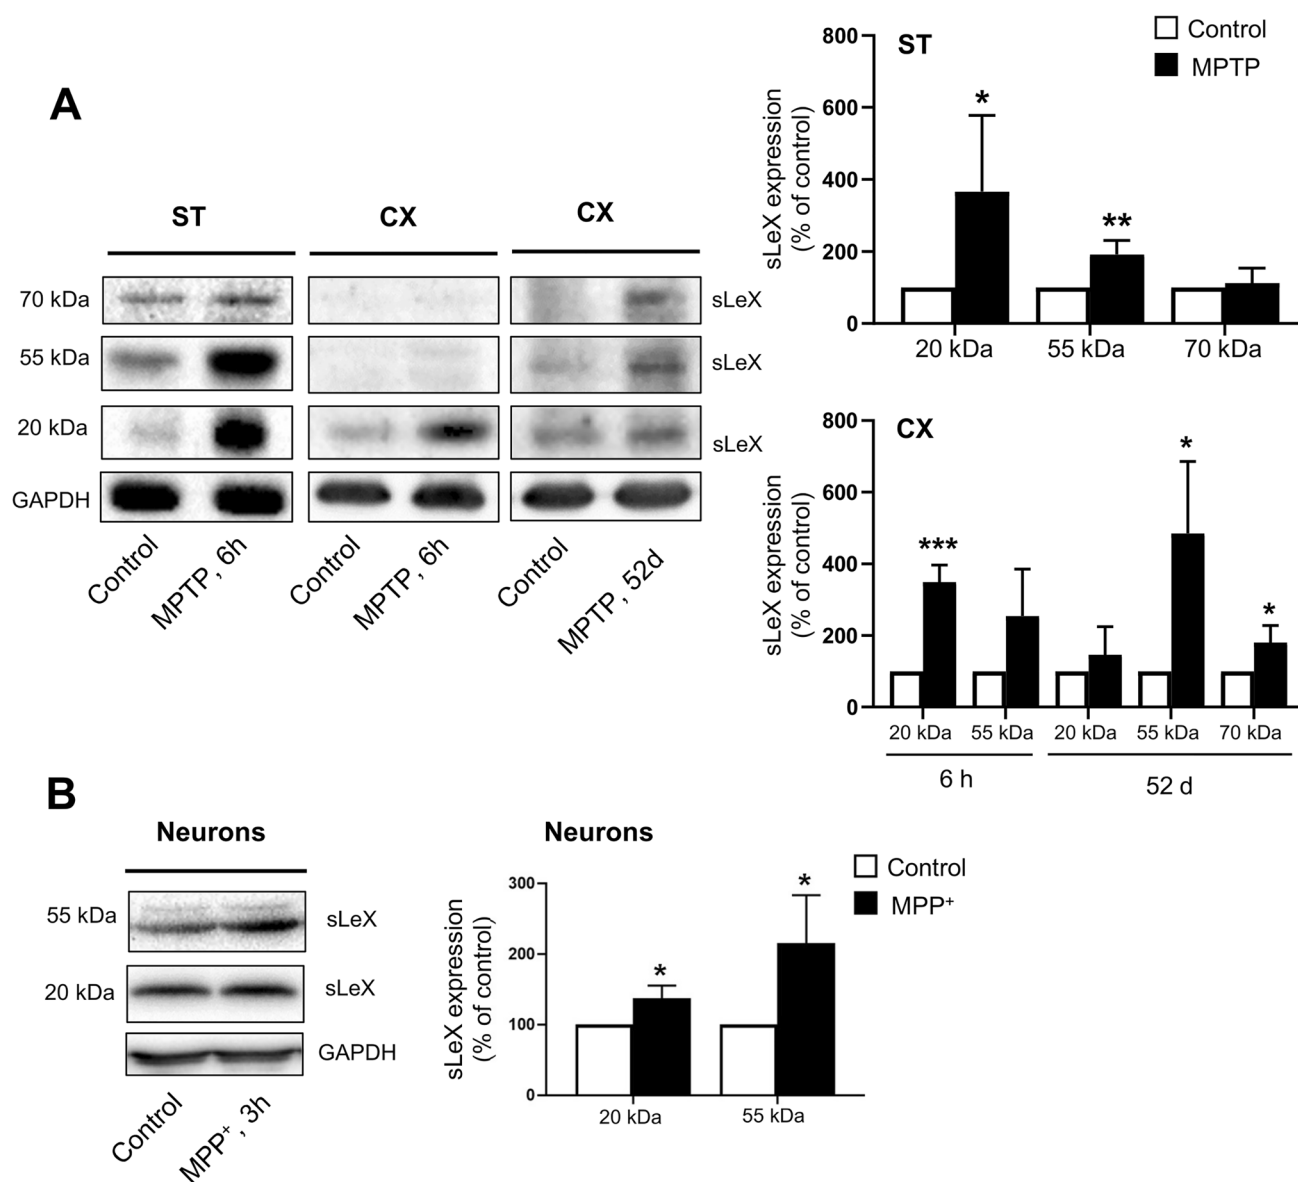 A
ST
CX
CX
70 kDa
sLeX
55 kDa
sLeX
20 kDa
sLeX
GAPDH
Control
MPTP, 6h
Control
MPTP, 6h
Control
MPTP, 52d
ST
Control
MPTP
sLeX expression
(% of control)
800
600
400
200
0
*
**
20 kDa
55 kDa
70 kDa
CX
sLeX expression
(% of control)
800
600
400
200
0
***
*
*
20 kDa
55 kDa
20 kDa
55 kDa
70 kDa
6 h
52 d
B
Neurons
55 kDa
sLeX
20 kDa
sLeX
GAPDH
Control
MPP⁺, 3h
Neurons
Control
MPP⁺
sLeX expression
(% of control)
300
200
100
0
*
*
20 kDa
55 kDa